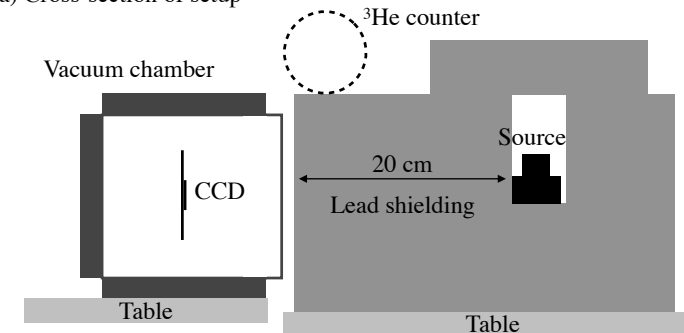 a) Cross-section of setup
³He counter
Vacuum chamber
Source
20 cm
CCD
Lead shielding
Table
Table